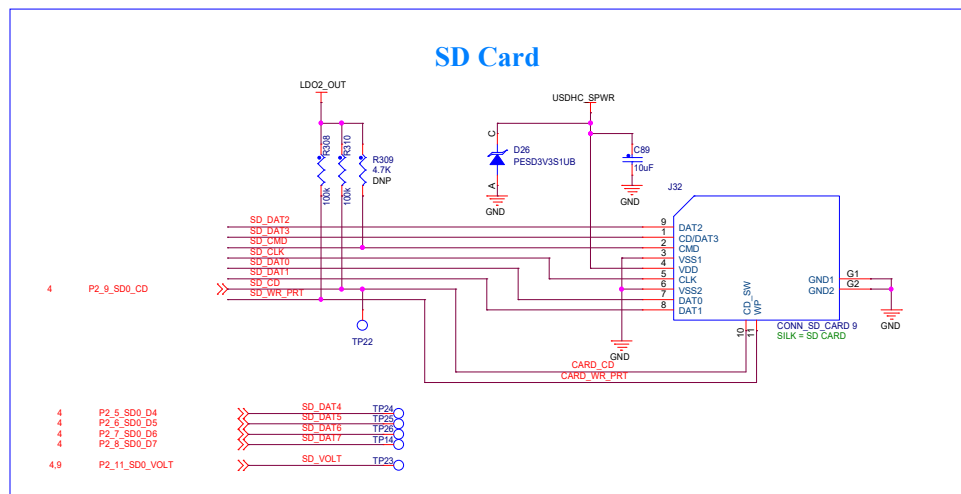 SD Card
LDO2_OUT
USDHC_SPWR
R308
100k
R310
100k
R309
4.7K
DNP
C
A
D26
PESD3V3S1UB
GND
C89
10uF
GND
J32
SD_DAT2
9
DAT2
SD_DAT3
1
CD/DAT3
SD_CMD
2
CMD
SD_CLK
3
VSS1
SD_DAT0
4
VDD
SD_DAT1
5
CLK
4
P2_9_SD0_CD
SD_CD
6
VSS2
SD_WR_PRT
7
DAT0
8
DAT1
GND1
G1
GND2
G2
GND
CD_SW
WP
10
11
CONN_SD_CARD 9
SILK = SD CARD
TP22
GND
CARD_CD
CARD_WR_PRT
4 P2_5_SD0_D4 SD_DAT4 TP24
4 P2_6_SD0_D5 SD_DAT5 TP25
4 P2_7_SD0_D6 SD_DAT6 TP26
4 P2_8_SD0_D7 SD_DAT7 TP14
4,9 P2_11_SD0_VOLT SD_VOLT TP23